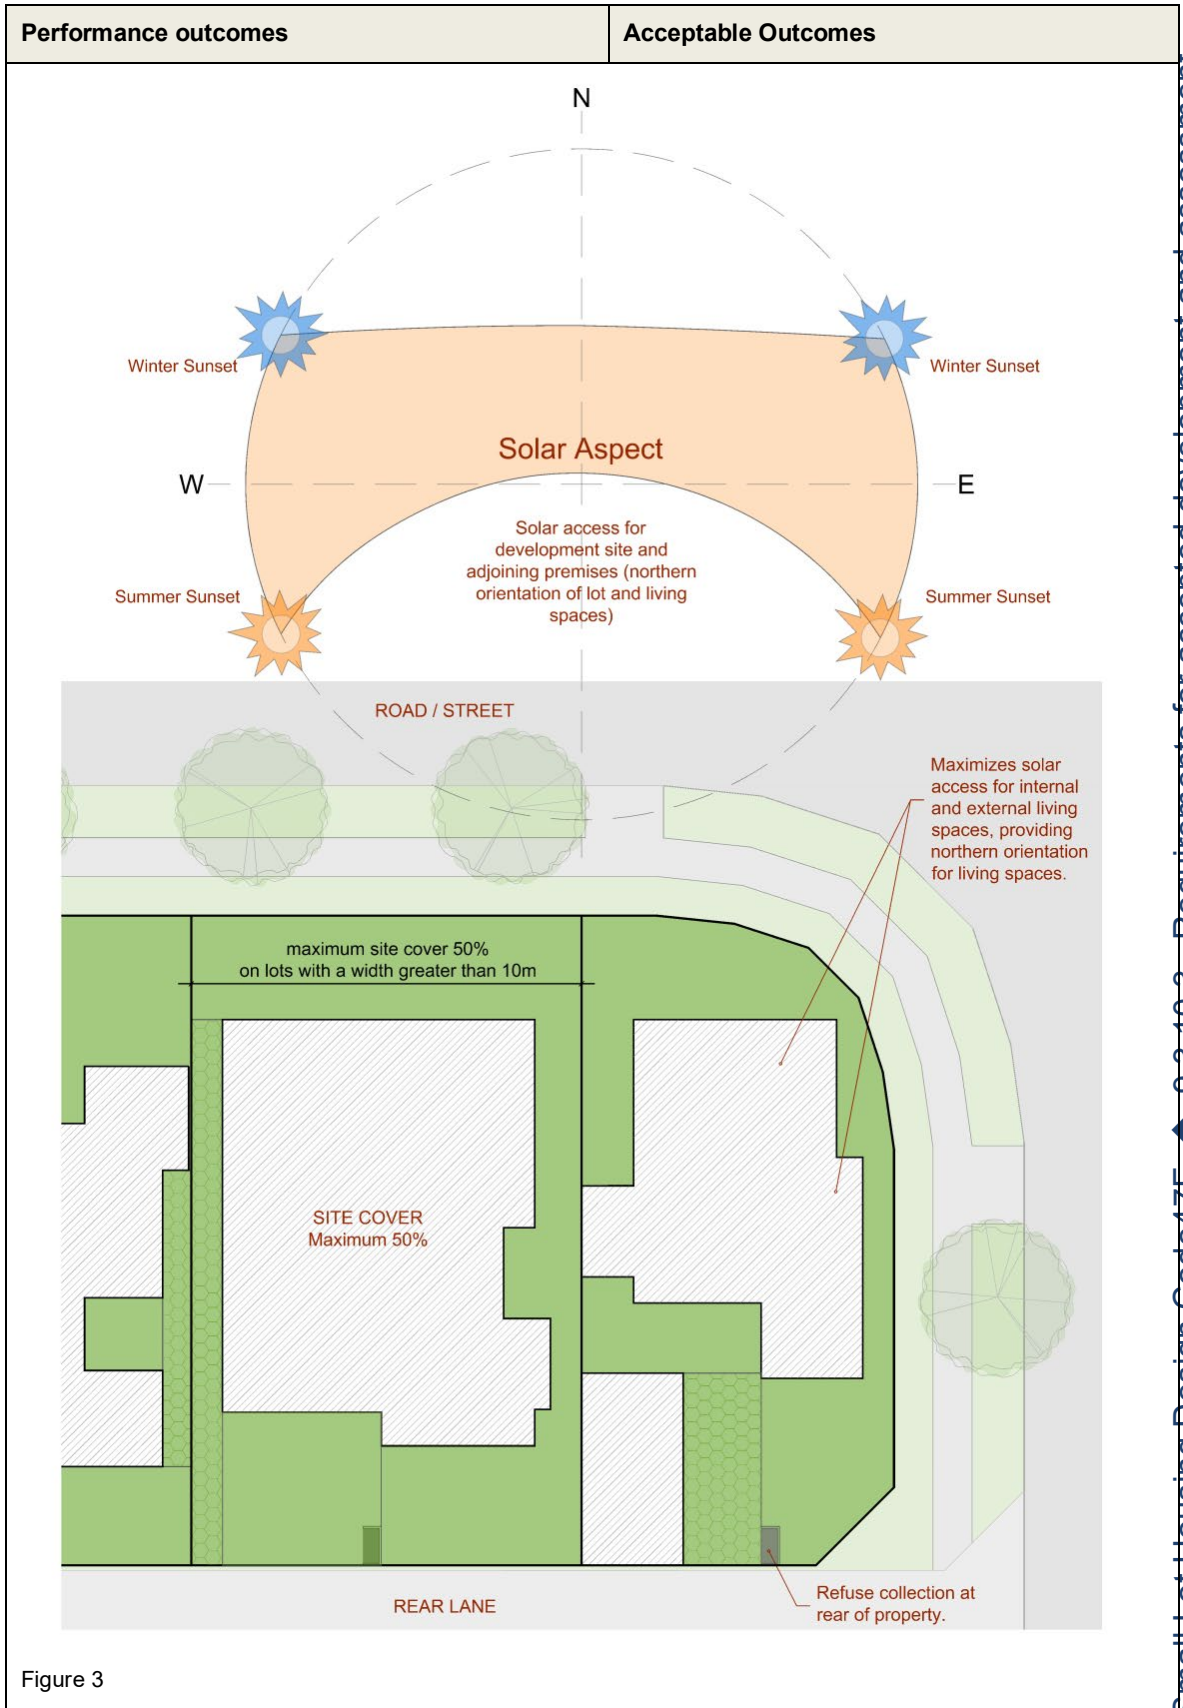 Performance outcomes
Acceptable Outcomes
N
Winter Sunset
Winter Sunset
Solar Aspect
W
E
Solar access for
development site and
adjoining premises (northern
orientation of lot and living
spaces)
Summer Sunset
Summer Sunset
ROAD / STREET
Maximizes solar
access for internal
and external living
spaces, providing
northern orientation
for living spaces.
maximum site cover 50%
on lots with a width greater than 10m
SITE COVER
Maximum 50%
Refuse collection at
rear of property.
REAR LANE
Figure 3